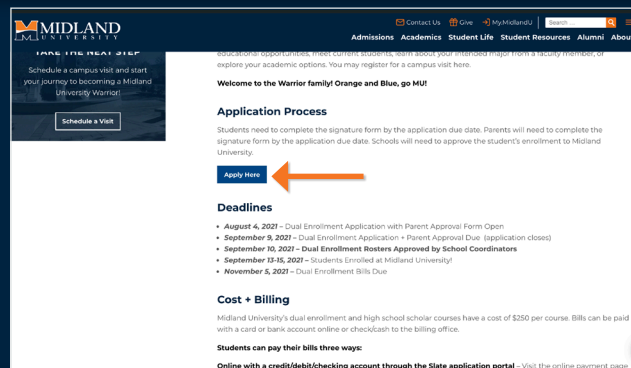 MIDLAND
UNIVERSITY
Contact Us Give My.MidlandU Search ...
Admissions Academics Student Life Student Resources Alumni Abou
TAKE THE NEXT STEP
Schedule a campus visit and start
your journey to becoming a Midland
University Warrior!
Schedule a Visit
educational opportunities, meet current students, learn about your intended major from a faculty member, or
explore your academic options. You may register for a campus visit here.
Welcome to the Warrior family! Orange and Blue, go MU!
Application Process
Students need to complete the signature form by the application due date. Parents will need to complete the
signature form by the application due date. Schools will need to approve the student's enrollment to Midland
University.
Apply Here
Deadlines
• August 4, 2021 – Dual Enrollment Application with Parent Approval Form Open
• September 9, 2021 – Dual Enrollment Application + Parent Approval Due (application closes)
• September 10, 2021 – Dual Enrollment Rosters Approved by School Coordinators
• September 13-15, 2021 – Students Enrolled at Midland University!
• November 5, 2021 – Dual Enrollment Bills Due
Cost + Billing
Midland University's dual enrollment and high school scholar courses have a cost of $250 per course. Bills can be paid
with a card or bank account online or check/cash to the billing office.
Students can pay their bills three ways:
Online with a credit/debit/checking account through the Slate application portal – Visit the online payment page